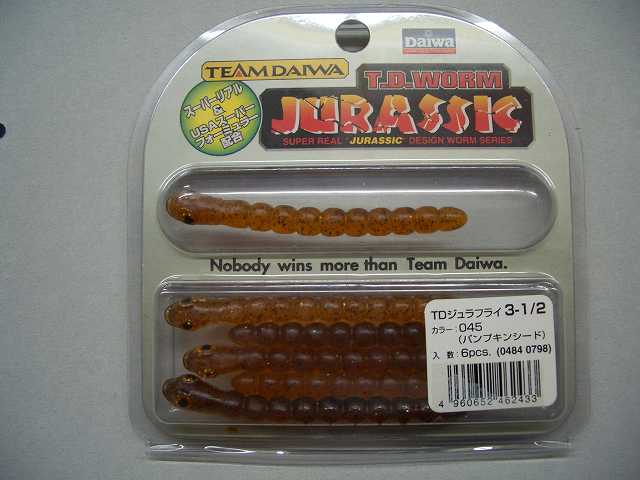 Daiwa
TEAM DAIWA
T.D.WORM
JURASSIC
SUPER REAL "JURASSIC" DESIGN WORM SERIES
スーパーリアル
&
USAスーパー
フォーミュラー
配合
Nobody wins more than Team Daiwa.
TDジュラフライ 3-1/2
カラー：045
(パンプキンシード)
入 数：6pcs. (0484 0798)
4 960652 462433